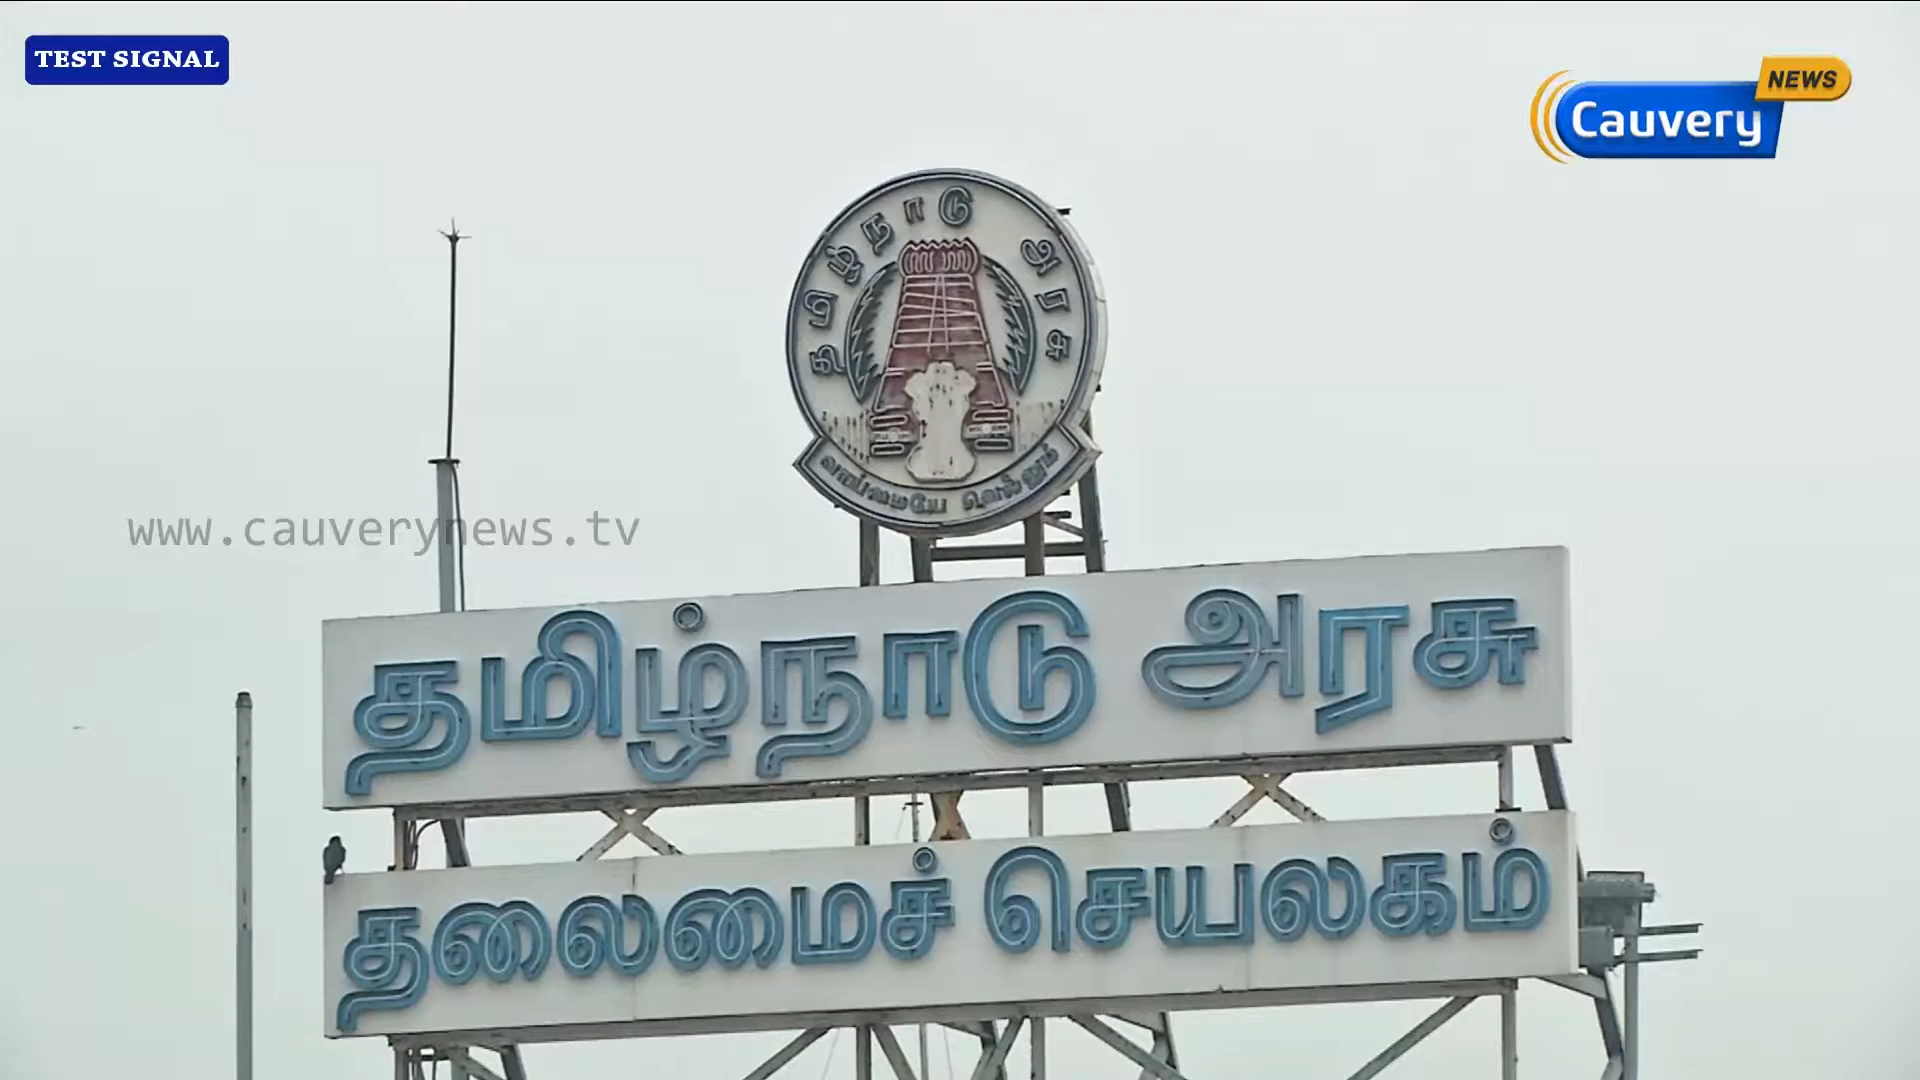 TEST SIGNAL
NEWS
Cauvery
தமிழ்நாடு அரசு
வாய்மையே வெல்லும்
www.cauverynews.tv
தமிழ்நாடு அரசு
தலைமைச் செயலகம்